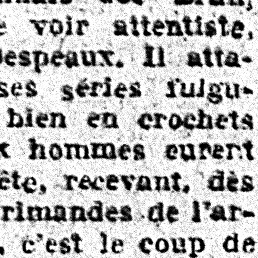 e voir attentiste,
Despeaux. Il atta-
ses séries fulgu-
bien en crochets
x hommes eurent
ête, recevant, dès
rimandes de l'ar-
, c'est le coup de